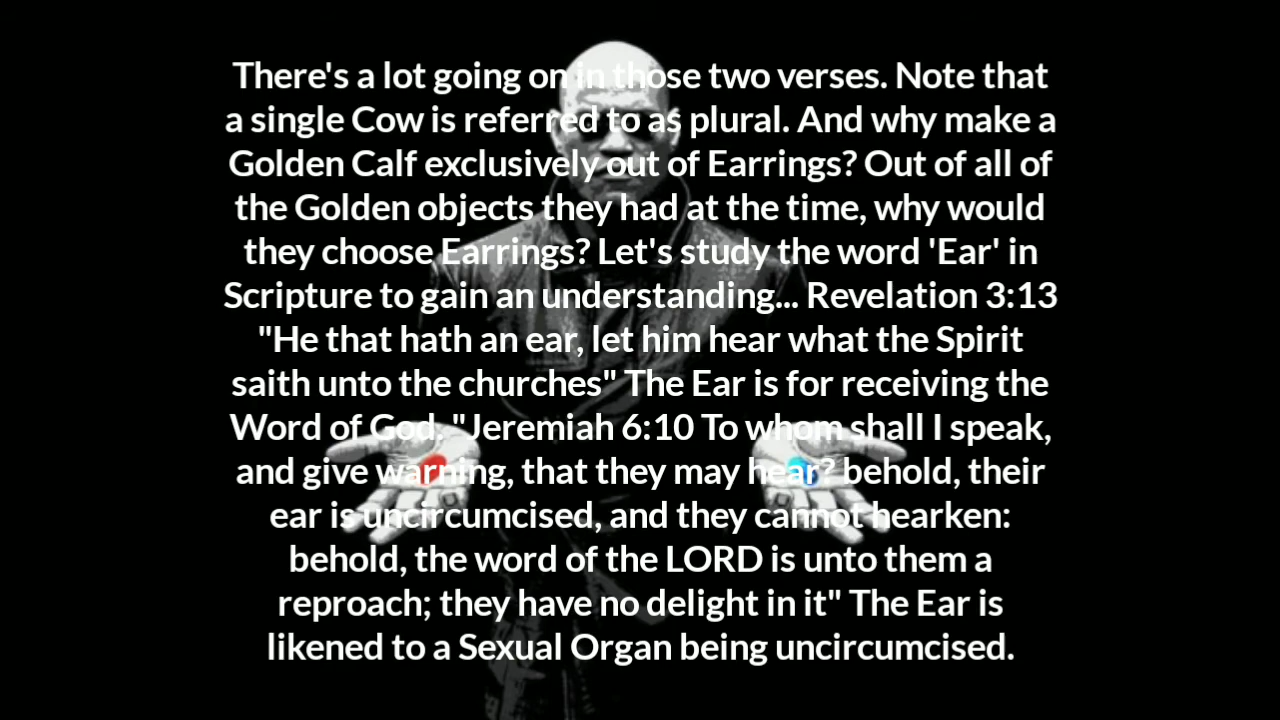 There's a lot going on in those two verses. Note that
a single Cow is referred to as plural. And why make a
Golden Calf exclusively out of Earrings? Out of all of
the Golden objects they had at the time, why would
they choose Earrings? Let's study the word 'Ear' in
Scripture to gain an understanding... Revelation 3:13
"He that hath an ear, let him hear what the Spirit
saith unto the churches" The Ear is for receiving the
Word of God. "Jeremiah 6:10 To whom shall I speak,
and give warning, that they may hear? behold, their
ear is uncircumcised, and they cannot hearken:
behold, the word of the LORD is unto them a
reproach; they have no delight in it" The Ear is
likened to a Sexual Organ being uncircumcised.